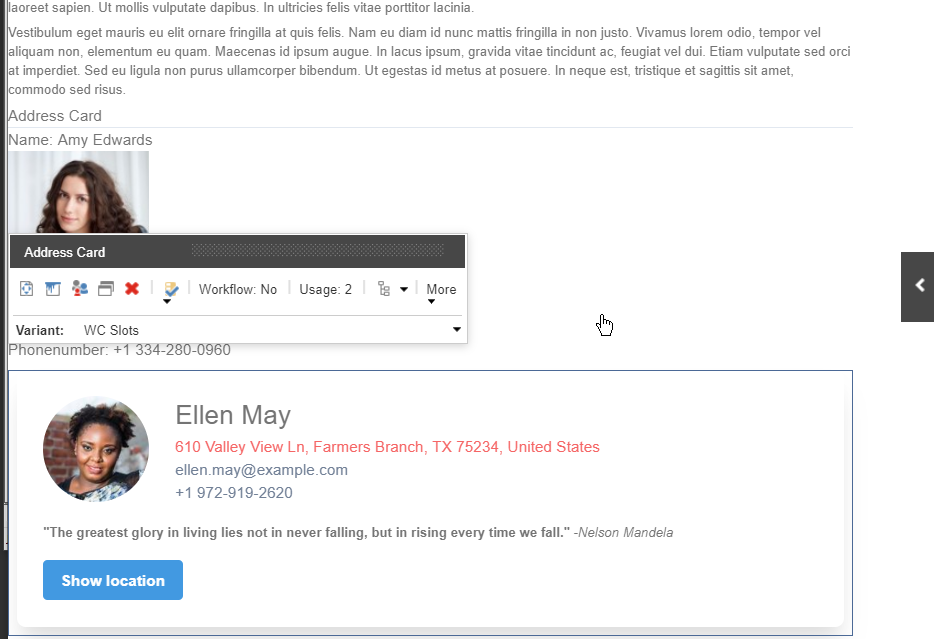 laoreet sapien. Ut mollis vulputate dapibus. In ultricies felis vitae porttitor lacinia.
Vestibulum eget mauris eu elit ornare fringilla at quis felis. Nam eu diam id nunc mattis fringilla in non justo. Vivamus lorem odio, tempor vel
aliquam non, elementum eu quam. Maecenas id ipsum augue. In lacus ipsum, gravida vitae tincidunt ac, feugiat vel dui. Etiam vulputate sed orci
at imperdiet. Sed eu ligula non purus ullamcorper bibendum. Ut egestas id metus at posuere. In neque est, tristique et sagittis sit amet,
commodo sed risus.
Address Card
Name: Amy Edwards
Address Card
Workflow: No
Usage: 2
More
Variant: WC Slots
Phonenumber: +1 334-280-0960
Ellen May
610 Valley View Ln, Farmers Branch, TX 75234, United States
ellen.may@example.com
+1 972-919-2620
"The greatest glory in living lies not in never falling, but in rising every time we fall." -Nelson Mandela
Show location